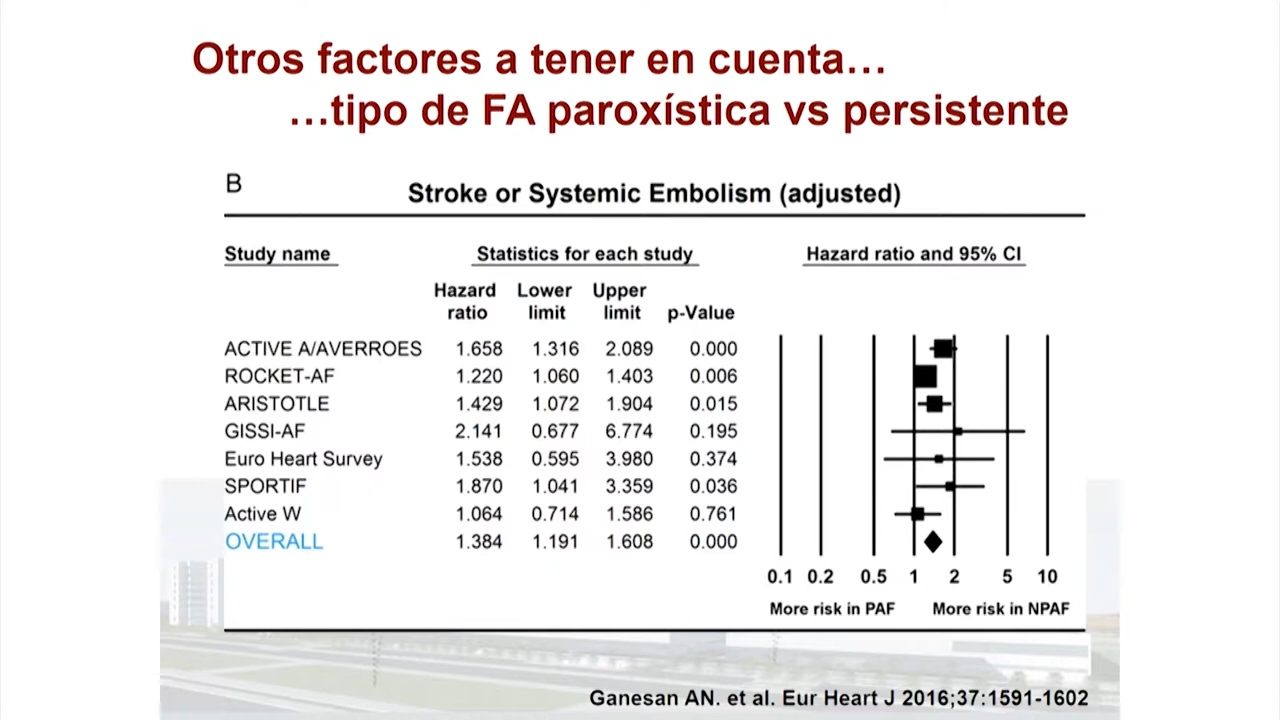 Otros factores a tener en cuenta…
…tipo de FA paroxística vs persistente
B
Stroke or Systemic Embolism (adjusted)
Study name Statistics for each study Hazard ratio and 95% CI
Hazard ratio Lower limit Upper limit p-Value
ACTIVE A/AVERROES 1.658 1.316 2.089 0.000
ROCKET-AF 1.220 1.060 1.403 0.006
ARISTOTLE 1.429 1.072 1.904 0.015
GISSI-AF 2.141 0.677 6.774 0.195
Euro Heart Survey 1.538 0.595 3.980 0.374
SPORTIF 1.870 1.041 3.359 0.036
Active W 1.064 0.714 1.586 0.761
OVERALL 1.384 1.191 1.608 0.000
0.1 0.2 0.5 1 2 5 10
More risk in PAF More risk in NPAF
Ganesan AN. et al. Eur Heart J 2016;37:1591-1602